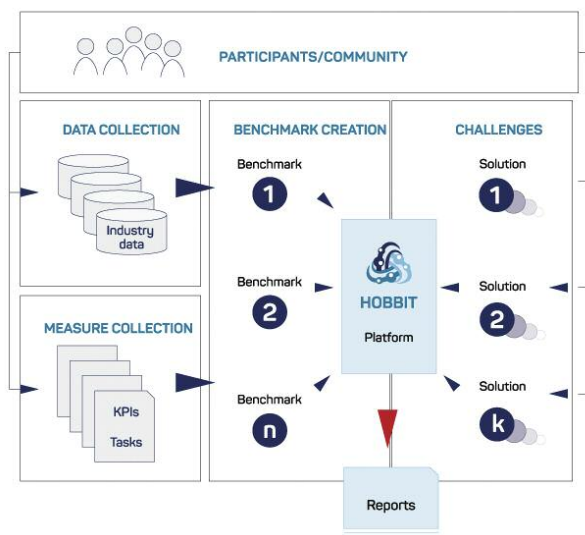 PARTICIPANTS/COMMUNITY
DATA COLLECTION
Industry
data
MEASURE COLLECTION
KPIs
Tasks
BENCHMARK CREATION
Benchmark
1
Benchmark
2
Benchmark
n
HOBBIT
Platform
Reports
CHALLENGES
Solution
1
Solution
2
Solution
k